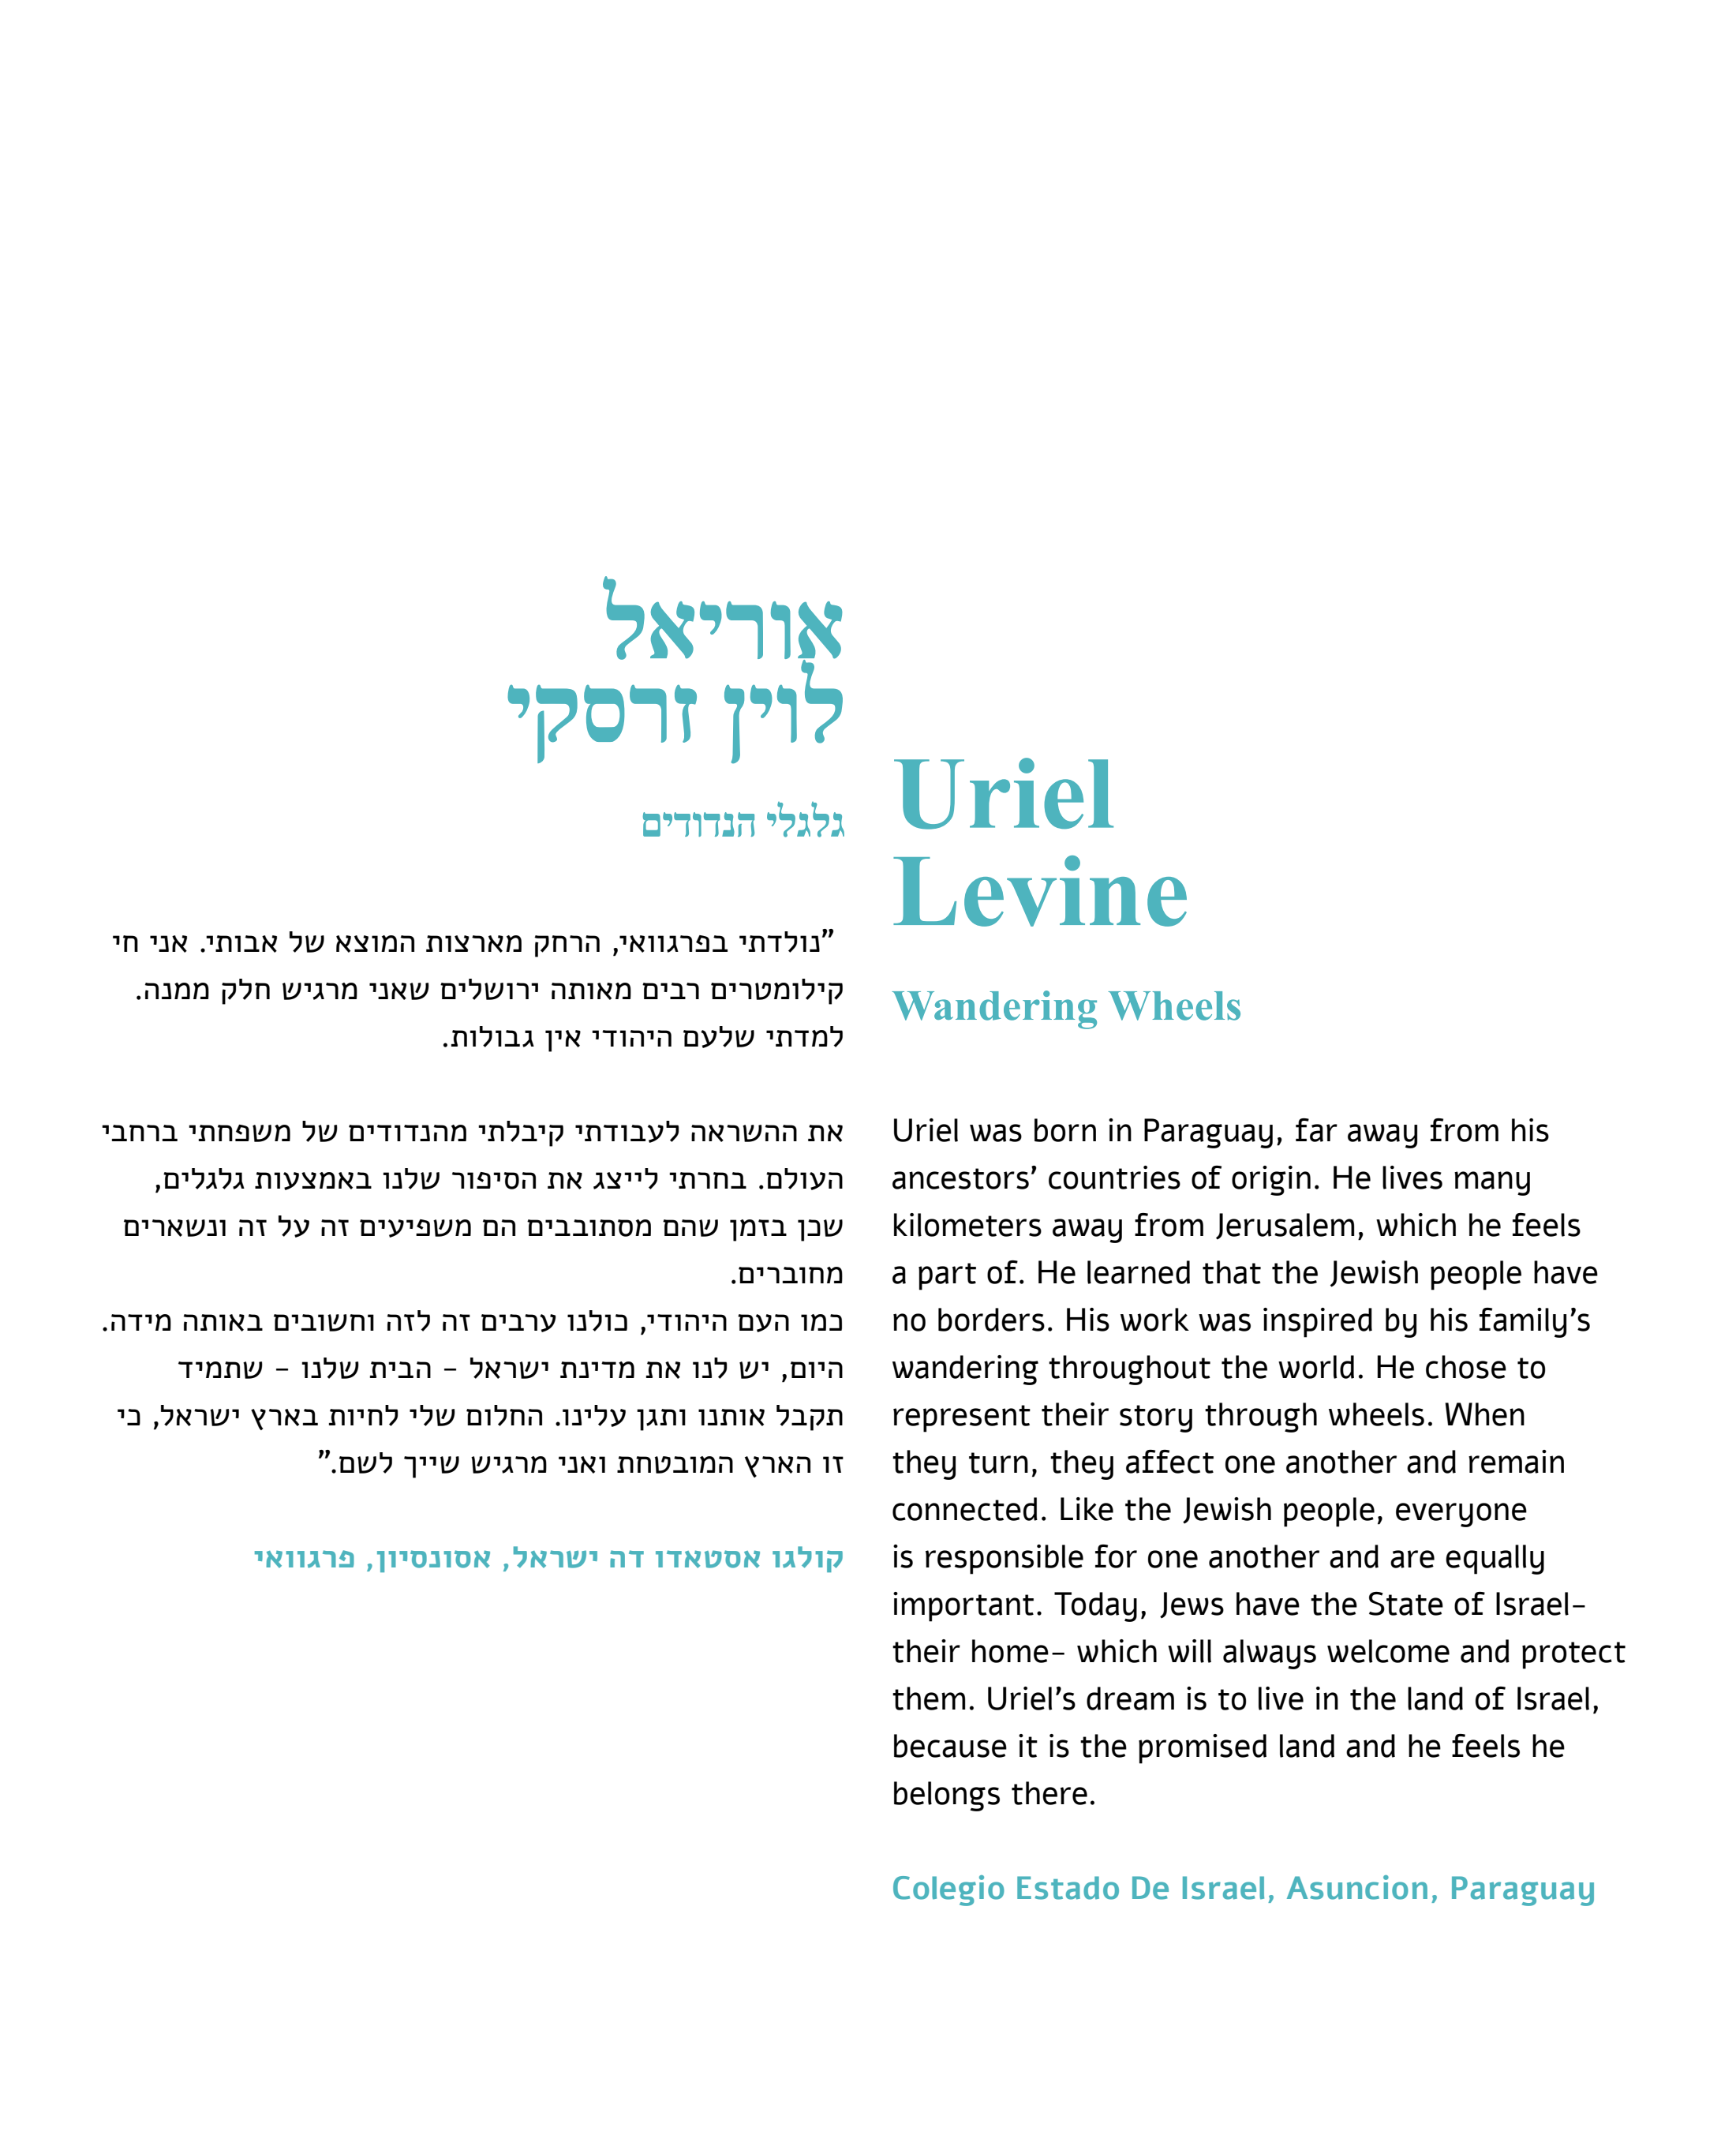 אוריאל
לוין זרסקי
גלגלי הנדודים
"נולדתי בפרגוואי, הרחק מארצות המוצא של אבותי. אני חי
קילומטרים רבים מאותה ירושלים שאני מרגיש חלק ממנה.
למדתי שלעם היהודי אין גבולות.
את ההשראה לעבודתי קיבלתי מהנדודים של משפחתי ברחבי
העולם. בחרתי לייצג את הסיפור שלנו באמצעות גלגלים,
שכן בזמן שהם מסתובבים הם משפיעים זה על זה ונשארים
מחוברים.
כמו העם היהודי, כולנו ערבים זה לזה וחשובים באותה מידה.
היום, יש לנו את מדינת ישראל - הבית שלנו - שתמיד
תקבל אותנו ותגן עלינו. החלום שלי לחיות בארץ ישראל, כי
זו הארץ המובטחת ואני מרגיש שייך לשם."
קולגו אסטאדו דה ישראל, אסונסיון, פרגוואי
Uriel
Levine
Wandering Wheels
Uriel was born in Paraguay, far away from his
ancestors' countries of origin. He lives many
kilometers away from Jerusalem, which he feels
a part of. He learned that the Jewish people have
no borders. His work was inspired by his family's
wandering throughout the world. He chose to
represent their story through wheels. When
they turn, they affect one another and remain
connected. Like the Jewish people, everyone
is responsible for one another and are equally
important. Today, Jews have the State of Israel-
their home- which will always welcome and protect
them. Uriel's dream is to live in the land of Israel,
because it is the promised land and he feels he
belongs there.
Colegio Estado De Israel, Asuncion, Paraguay